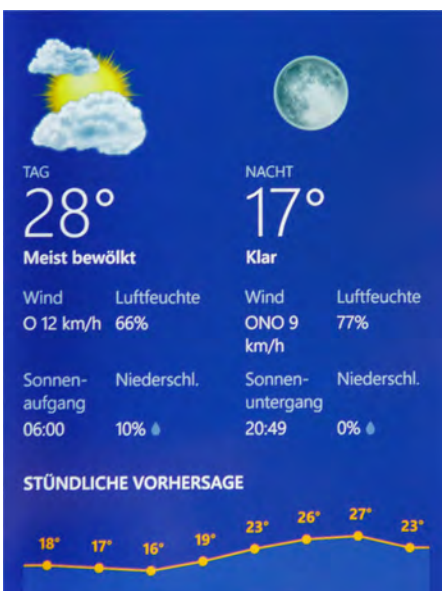 TAG
28°
Meist bewölkt
Wind Luftfeuchte
O 12 km/h 66%
Sonnen-
aufgang
Niederschl.
06:00 10%
NACHT
17°
Klar
Wind Luftfeuchte
ONO 9
km/h
77%
Sonnen-
untergang
Niederschl.
20:49 0%
STÜNDLICHE VORHERSAGE
18° 17° 16° 19° 23° 26° 27° 23°